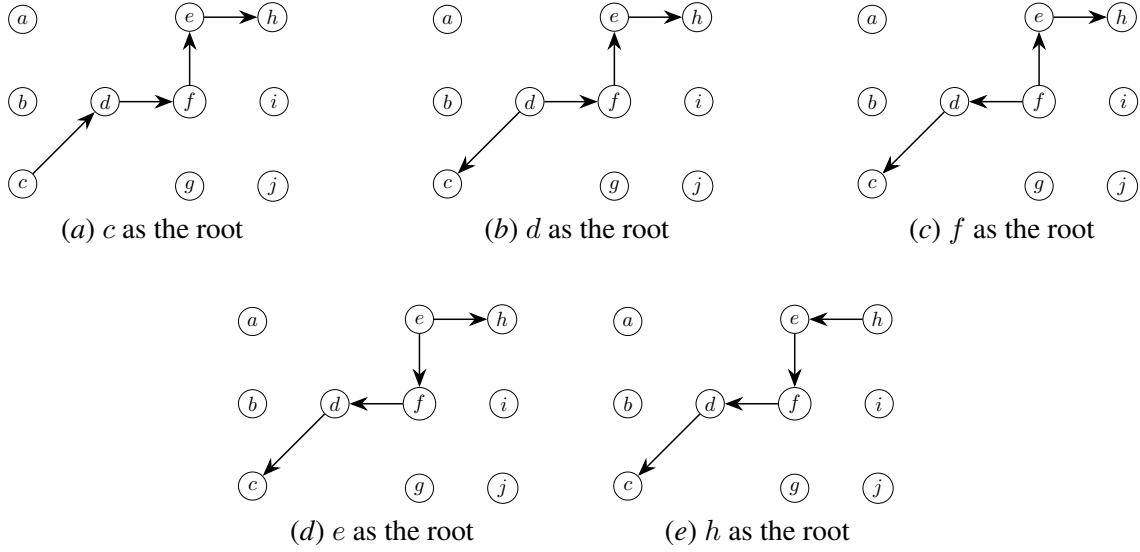 a e h a e h a e h
b d f i b d f i b d f i
c g j c g j c g j
(a) c as the root (b) d as the root (c) f as the root
a e h a e h
b d f i b d f i
c g j c g j
(d) e as the root (e) h as the root